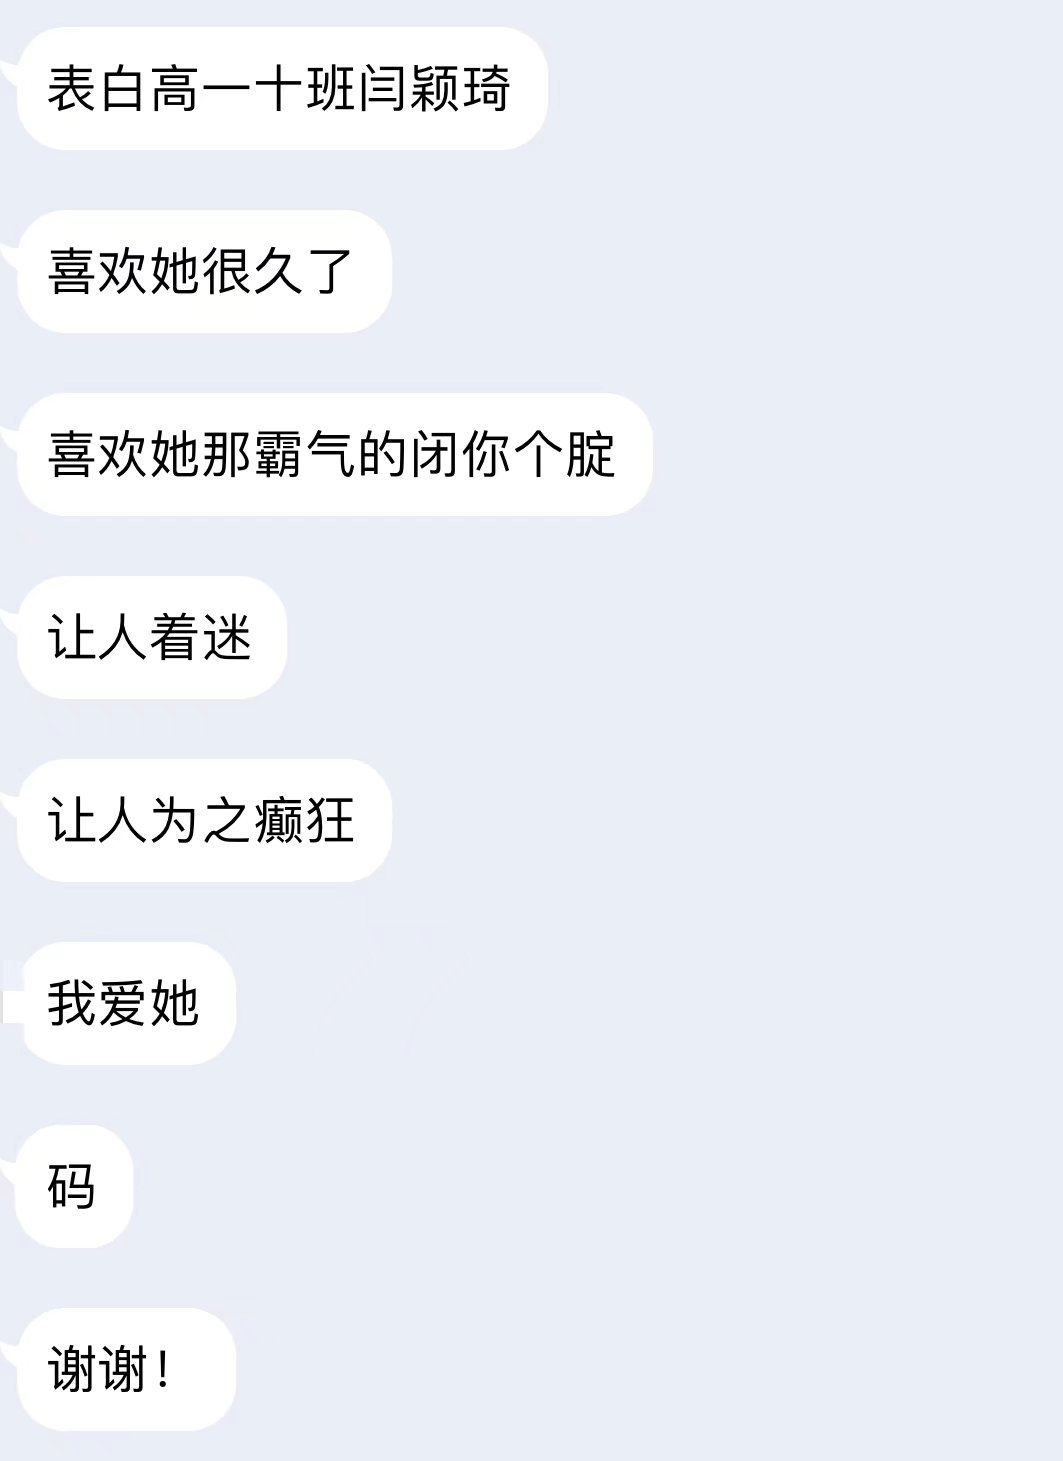 表白高一十班闫颖琦
喜欢她很久了
喜欢她那霸气的闭你个腚
让人着迷
让人为之癫狂
我爱她
码
谢谢！